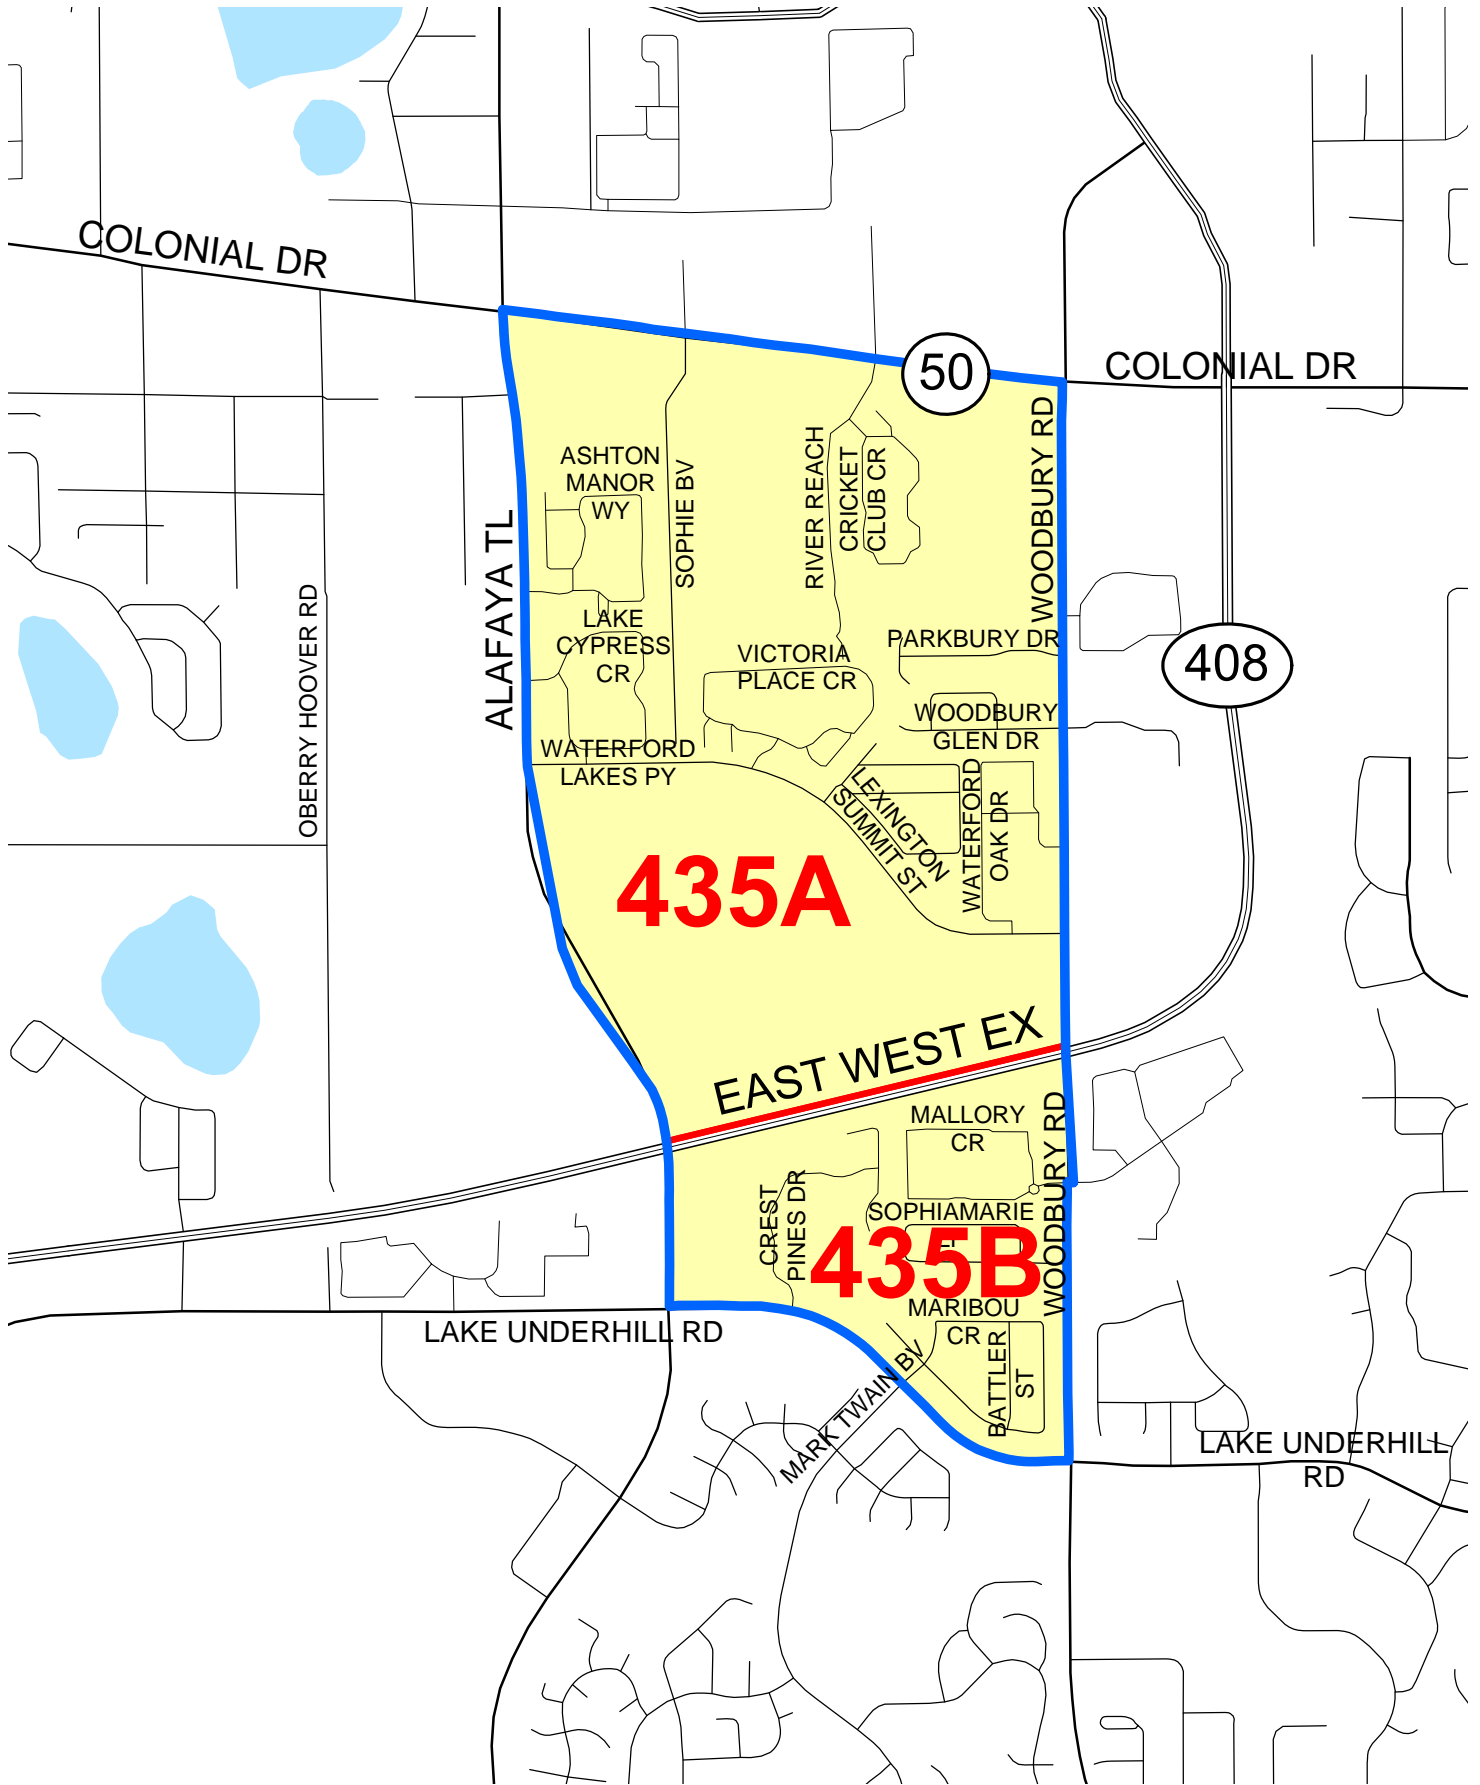 COLONIAL DR
50
COLONIAL DR
WOODBURY RD
ASHTON
MANOR
WY
SOPHIE BV
RIVER REACH
CRICKET
CLUB CR
ALAFAYA TL
OBERRY HOOVER RD
LAKE
CYPRESS
CR
VICTORIA
PLACE CR
PARKBURY DR
408
WOODBURY
GLEN DR
WATERFORD
LAKES PY
LEXINGTON
SUMMIT ST
WATERFORD
OAK DR
435A
EAST WEST EX
MALLORY
CR
WOODBURY RD
CREST
PINES DR
SOPHIAMARIE
435B
MARIBOU
CR
LAKE UNDERHILL RD
BATTLER
ST
MARK TWAIN BV
LAKE UNDERHILL
RD